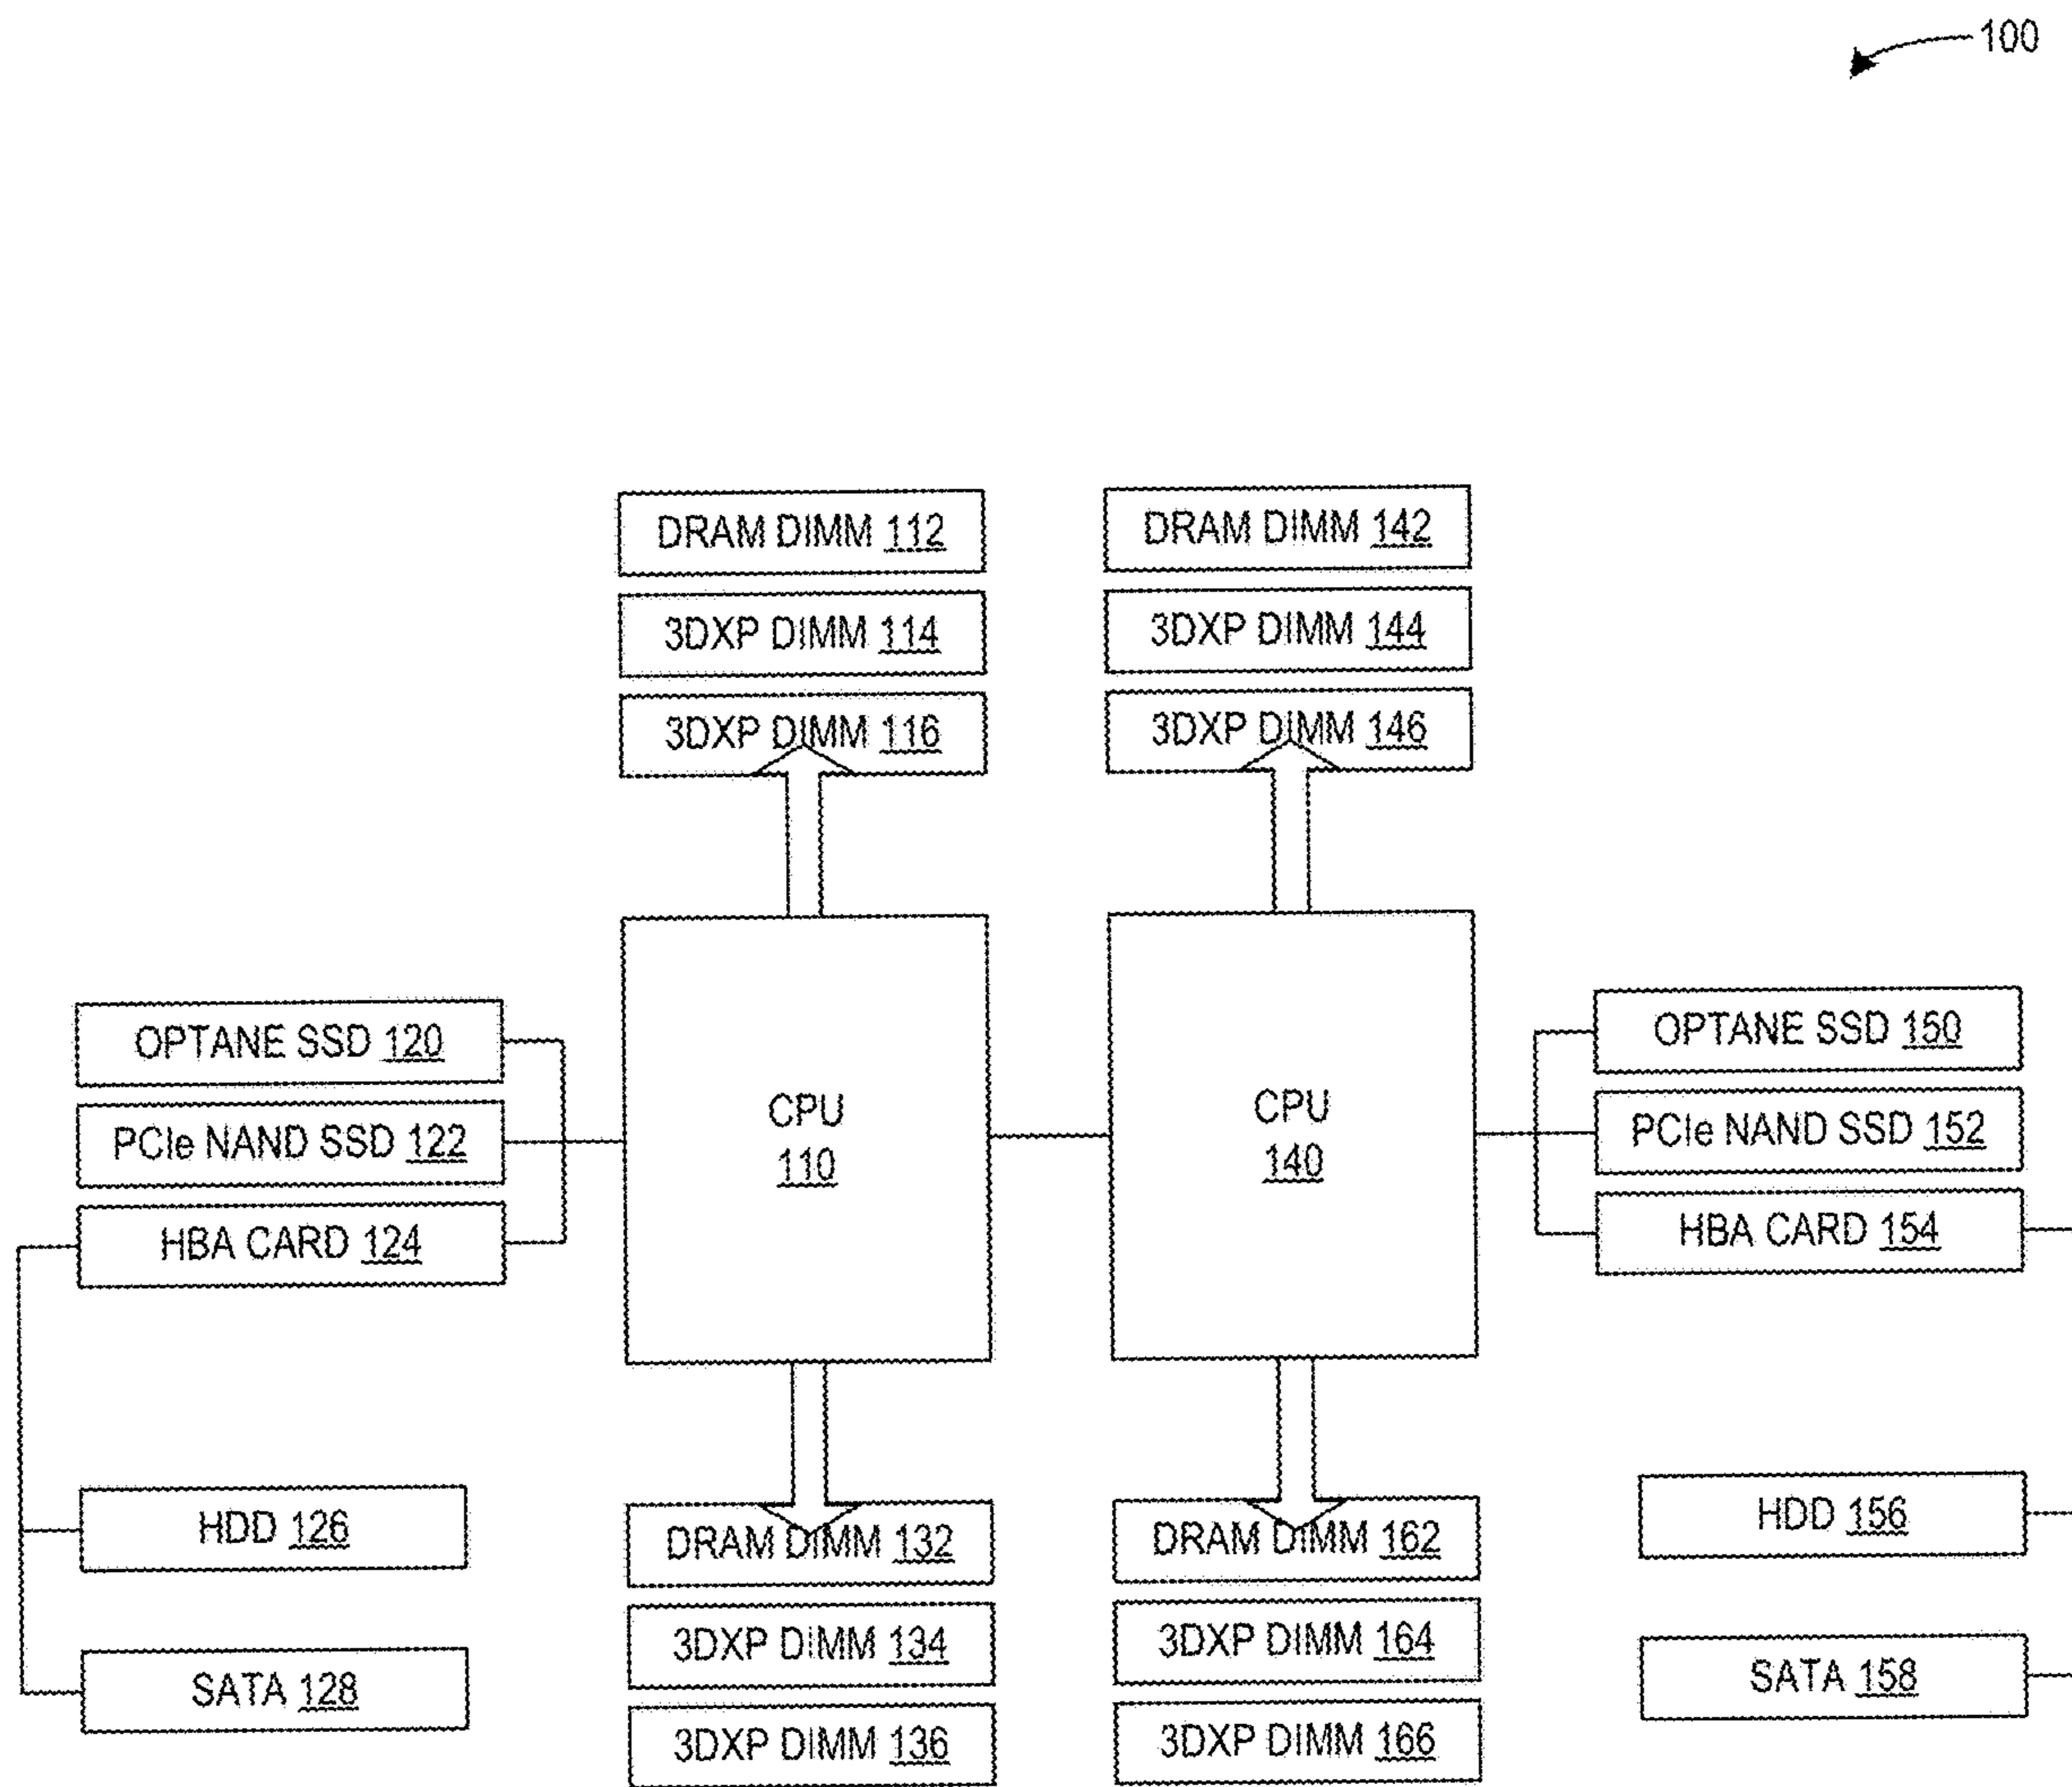 100
DRAM DIMM 112
3DXP DIMM 114
3DXP DIMM 116
DRAM DIMM 142
3DXP DIMM 144
3DXP DIMM 146
OPTANE SSD 120
PCIe NAND SSD 122
HBA CARD 124
CPU
110
CPU
140
OPTANE SSD 150
PCIe NAND SSD 152
HBA CARD 154
HDD 126
SATA 128
DRAM DIMM 132
3DXP DIMM 134
3DXP DIMM 136
DRAM DIMM 162
3DXP DIMM 164
3DXP DIMM 166
HDD 156
SATA 158